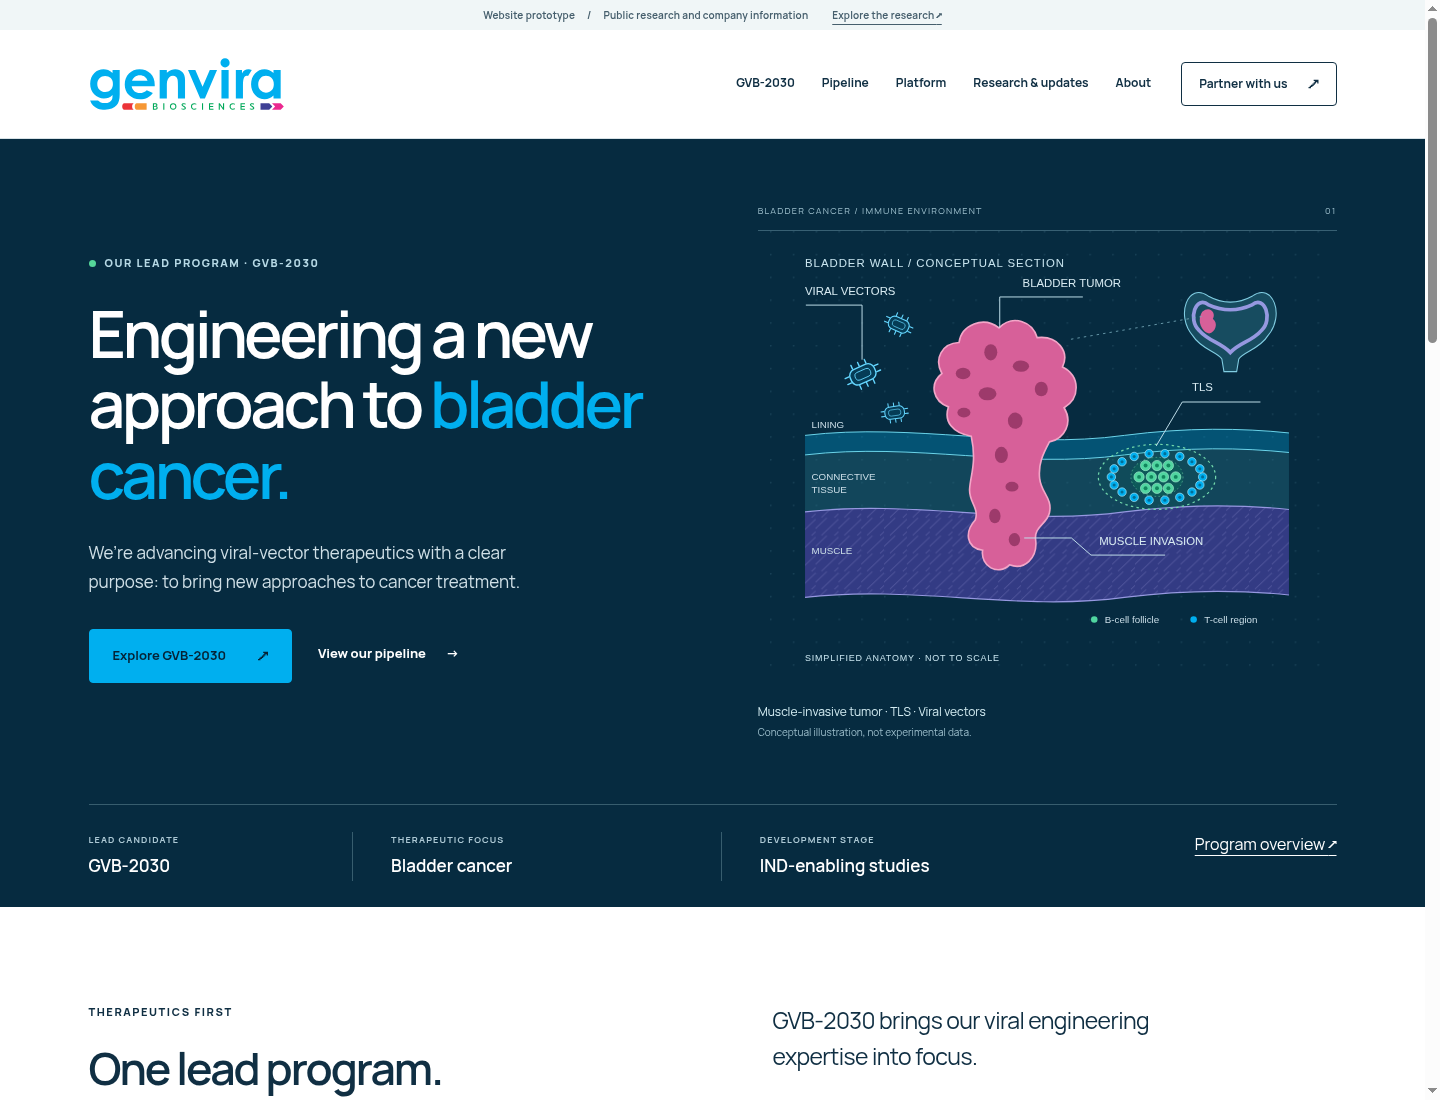 Website prototype / Public research and company information Explore the research↗
genvira
BIOSCIENCES
GVB-2030 Pipeline Platform Research & updates About Partner with us ↗
BLADDER CANCER / IMMUNE ENVIRONMENT 01
OUR LEAD PROGRAM · GVB-2030
Engineering a new
approach to bladder
cancer.
We're advancing viral-vector therapeutics with a clear
purpose: to bring new approaches to cancer treatment.
Explore GVB-2030 ↗
View our pipeline →
BLADDER WALL / CONCEPTUAL SECTION
VIRAL VECTORS
BLADDER TUMOR
TLS
LINING
CONNECTIVE
TISSUE
MUSCLE
MUSCLE INVASION
B-cell follicle
T-cell region
SIMPLIFIED ANATOMY · NOT TO SCALE
Muscle-invasive tumor · TLS · Viral vectors
Conceptual illustration, not experimental data.
LEAD CANDIDATE
GVB-2030
THERAPEUTIC FOCUS
Bladder cancer
DEVELOPMENT STAGE
IND-enabling studies
Program overview↗
THERAPEUTICS FIRST
One lead program.
GVB-2030 brings our viral engineering
expertise into focus.